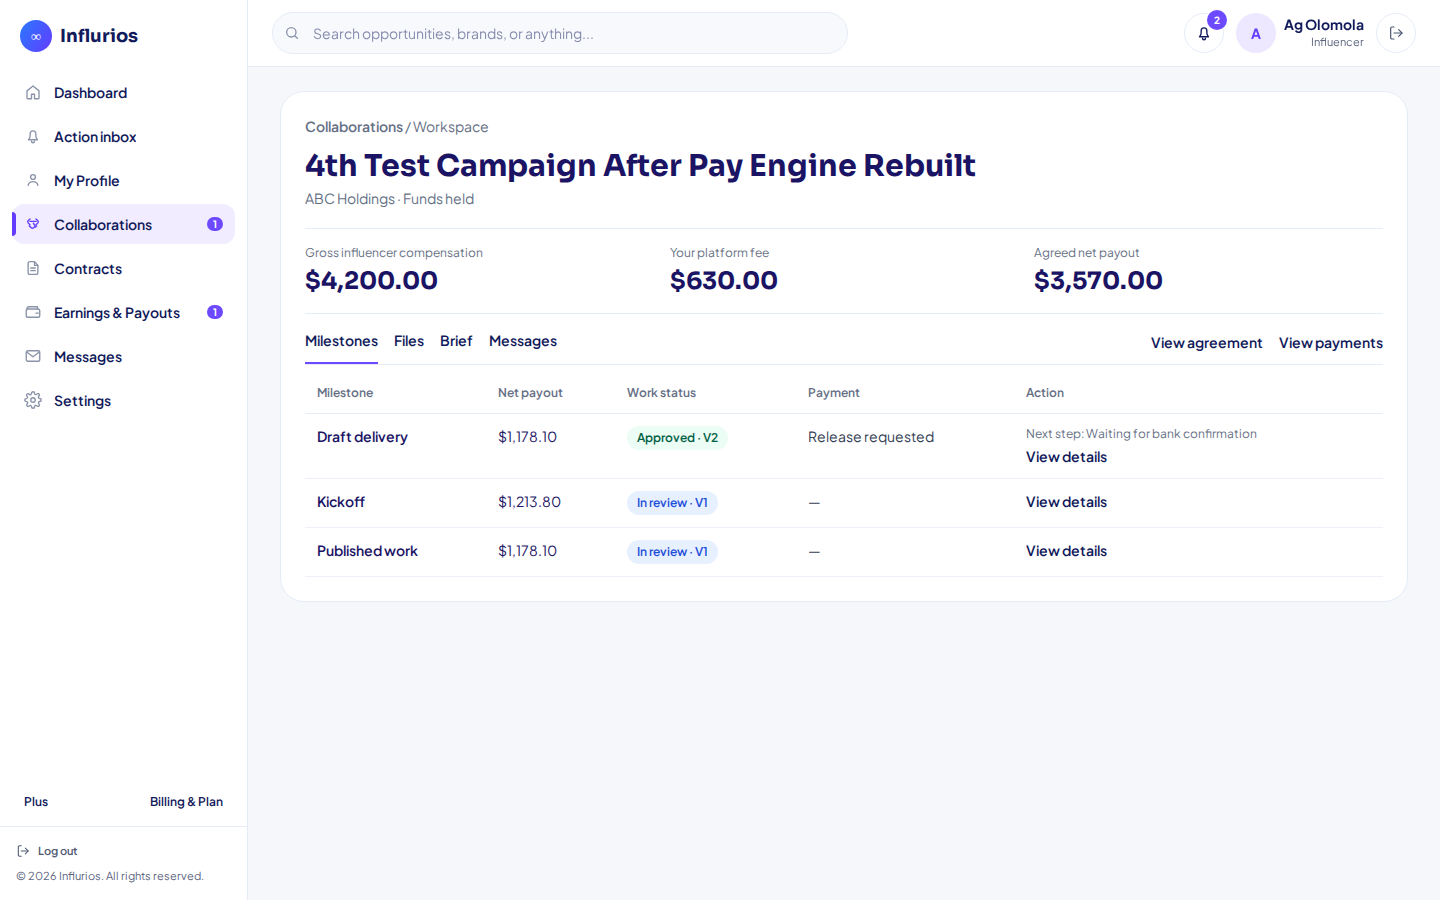 ∞ Influrios
Search opportunities, brands, or anything...
2
A
Ag Olomola
Influencer
Dashboard
Action inbox
My Profile
Collaborations 1
Contracts
Earnings & Payouts 1
Messages
Settings
Plus
Billing & Plan
Log out
© 2026 Influrios. All rights reserved.
Collaborations / Workspace
4th Test Campaign After Pay Engine Rebuilt
ABC Holdings · Funds held
Gross influencer compensation
$4,200.00
Your platform fee
$630.00
Agreed net payout
$3,570.00
Milestones Files Brief Messages View agreement View payments
Milestone Net payout Work status Payment Action
Draft delivery $1,178.10 Approved · V2 Release requested Next step: Waiting for bank confirmation
View details
Kickoff $1,213.80 In review · V1 — View details
Published work $1,178.10 In review · V1 — View details